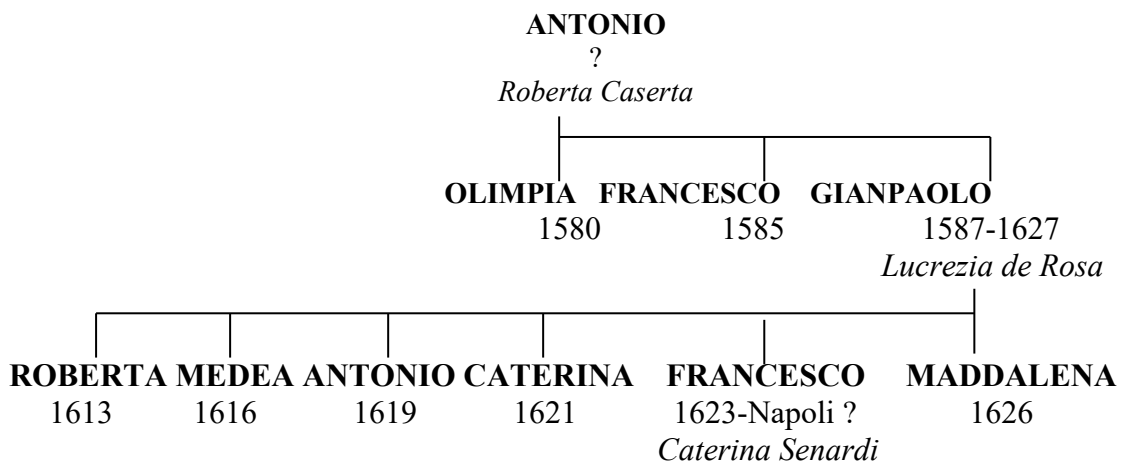 ANTONIO
?
Roberta Caserta
OLIMPIA FRANCESCO GIANPAOLO
1580 1585 1587-1627
Lucrezia de Rosa
ROBERTA MEDEA ANTONIO CATERINA FRANCESCO MADDALENA
1613 1616 1619 1621 1623-Napoli ? 1626
Caterina Senardi